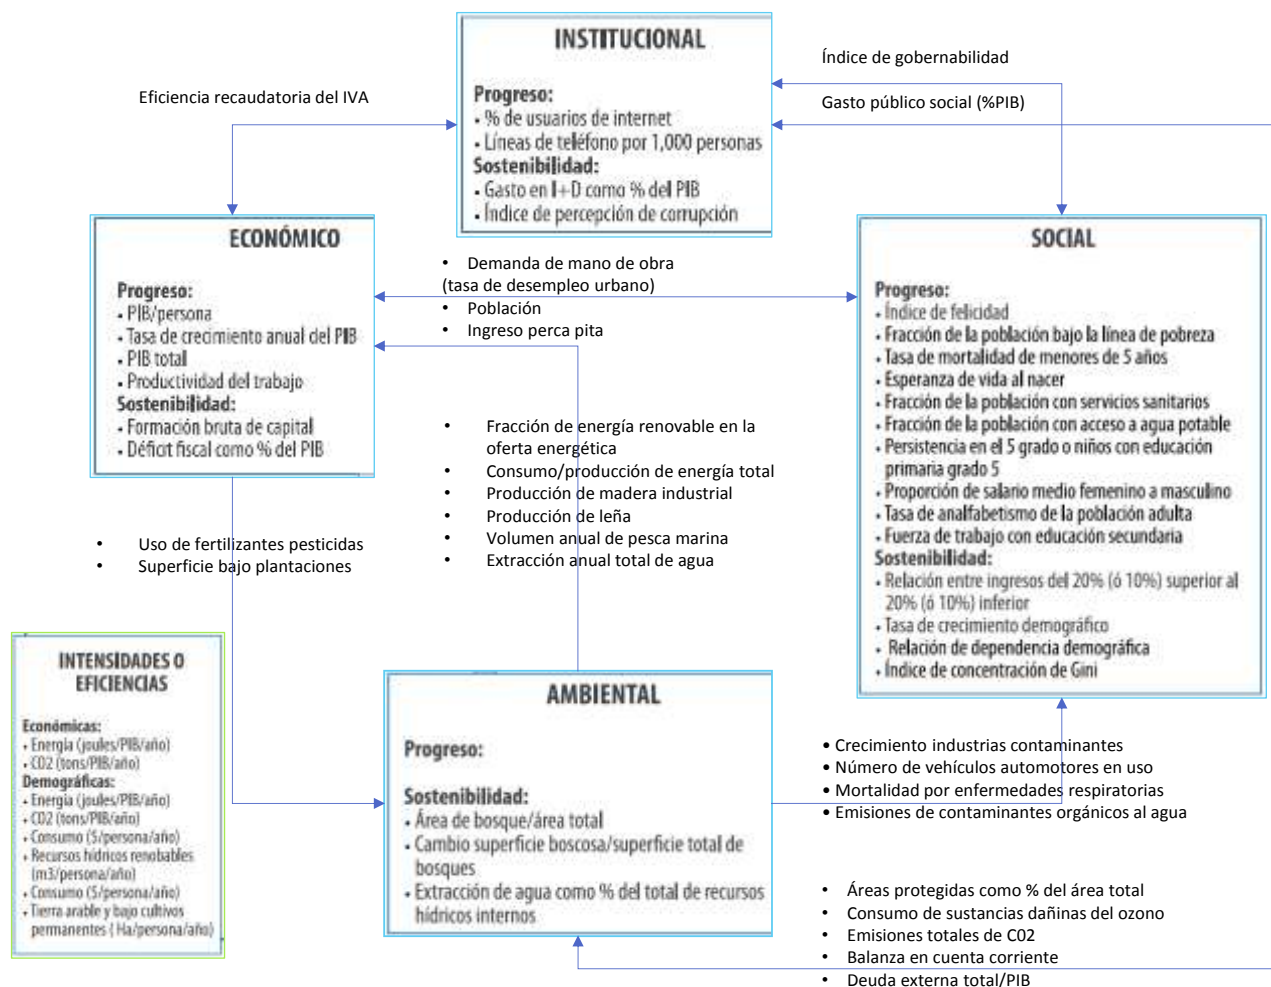 INSTITUCIONAL
Progreso:
• % de usuarios de internet
• Líneas de teléfono por 1,000 personas
Sostenibilidad:
• Gasto en I+D como % del PIB
• Índice de percepción de corrupción
Índice de gobernabilidad
Gasto público social (%PIB)
Eficiencia recaudatoria del IVA
ECONÓMICO
Progreso:
• PIB/persona
• Tasa de crecimiento anual del PIB
• PIB total
• Productividad del trabajo
Sostenibilidad:
• Formación bruta de capital
• Déficit fiscal como % del PIB
• Demanda de mano de obra
(tasa de desempleo urbano)
• Población
• Ingreso perca pita
SOCIAL
Progreso:
• Índice de felicidad
• Fracción de la población bajo la línea de pobreza
• Tasa de mortalidad de menores de 5 años
• Esperanza de vida al nacer
• Fracción de la población con servicios sanitarios
• Fracción de la población con acceso a agua potable
• Persistencia en el 5 grado o niños con educación
primaria grado 5
• Proporción de salario medio femenino a masculino
• Tasa de analfabetismo de la población adulta
• Fuerza de trabajo con educación secundaria
Sostenibilidad:
• Relación entre ingresos del 20% (ó 10%) superior al
20% (ó 10%) inferior
• Tasa de crecimiento demográfico
• Relación de dependencia demográfica
• Índice de concentración de Gini
• Fracción de energía renovable en la
oferta energética
• Consumo/producción de energía total
• Producción de madera industrial
• Producción de leña
• Volumen anual de pesca marina
• Extracción anual total de agua
• Uso de fertilizantes pesticidas
• Superficie bajo plantaciones
INTENSIDADES O
EFICIENCIAS
Económicas:
• Energía (joules/PIB/año)
• CO2 (tons/PIB/año)
Demográficas:
• Energía (joules/PIB/año)
• CO2 (tons/PIB/año)
• Consumo ($/persona/año)
• Recursos hídricos renobables
(m3/persona/año)
• Consumo ($/persona/año)
• Tierra arable y bajo cultivos
permanentes ( Ha/persona/año)
AMBIENTAL
Progreso:
Sostenibilidad:
• Área de bosque/área total
• Cambio superficie boscosa/superficie total de
bosques
• Extracción de agua como % del total de recursos
hídricos internos
• Crecimiento industrias contaminantes
• Número de vehículos automotores en uso
• Mortalidad por enfermedades respiratorias
• Emisiones de contaminantes orgánicos al agua
• Áreas protegidas como % del área total
• Consumo de sustancias dañinas del ozono
• Emisiones totales de C02
• Balanza en cuenta corriente
• Deuda externa total/PIB